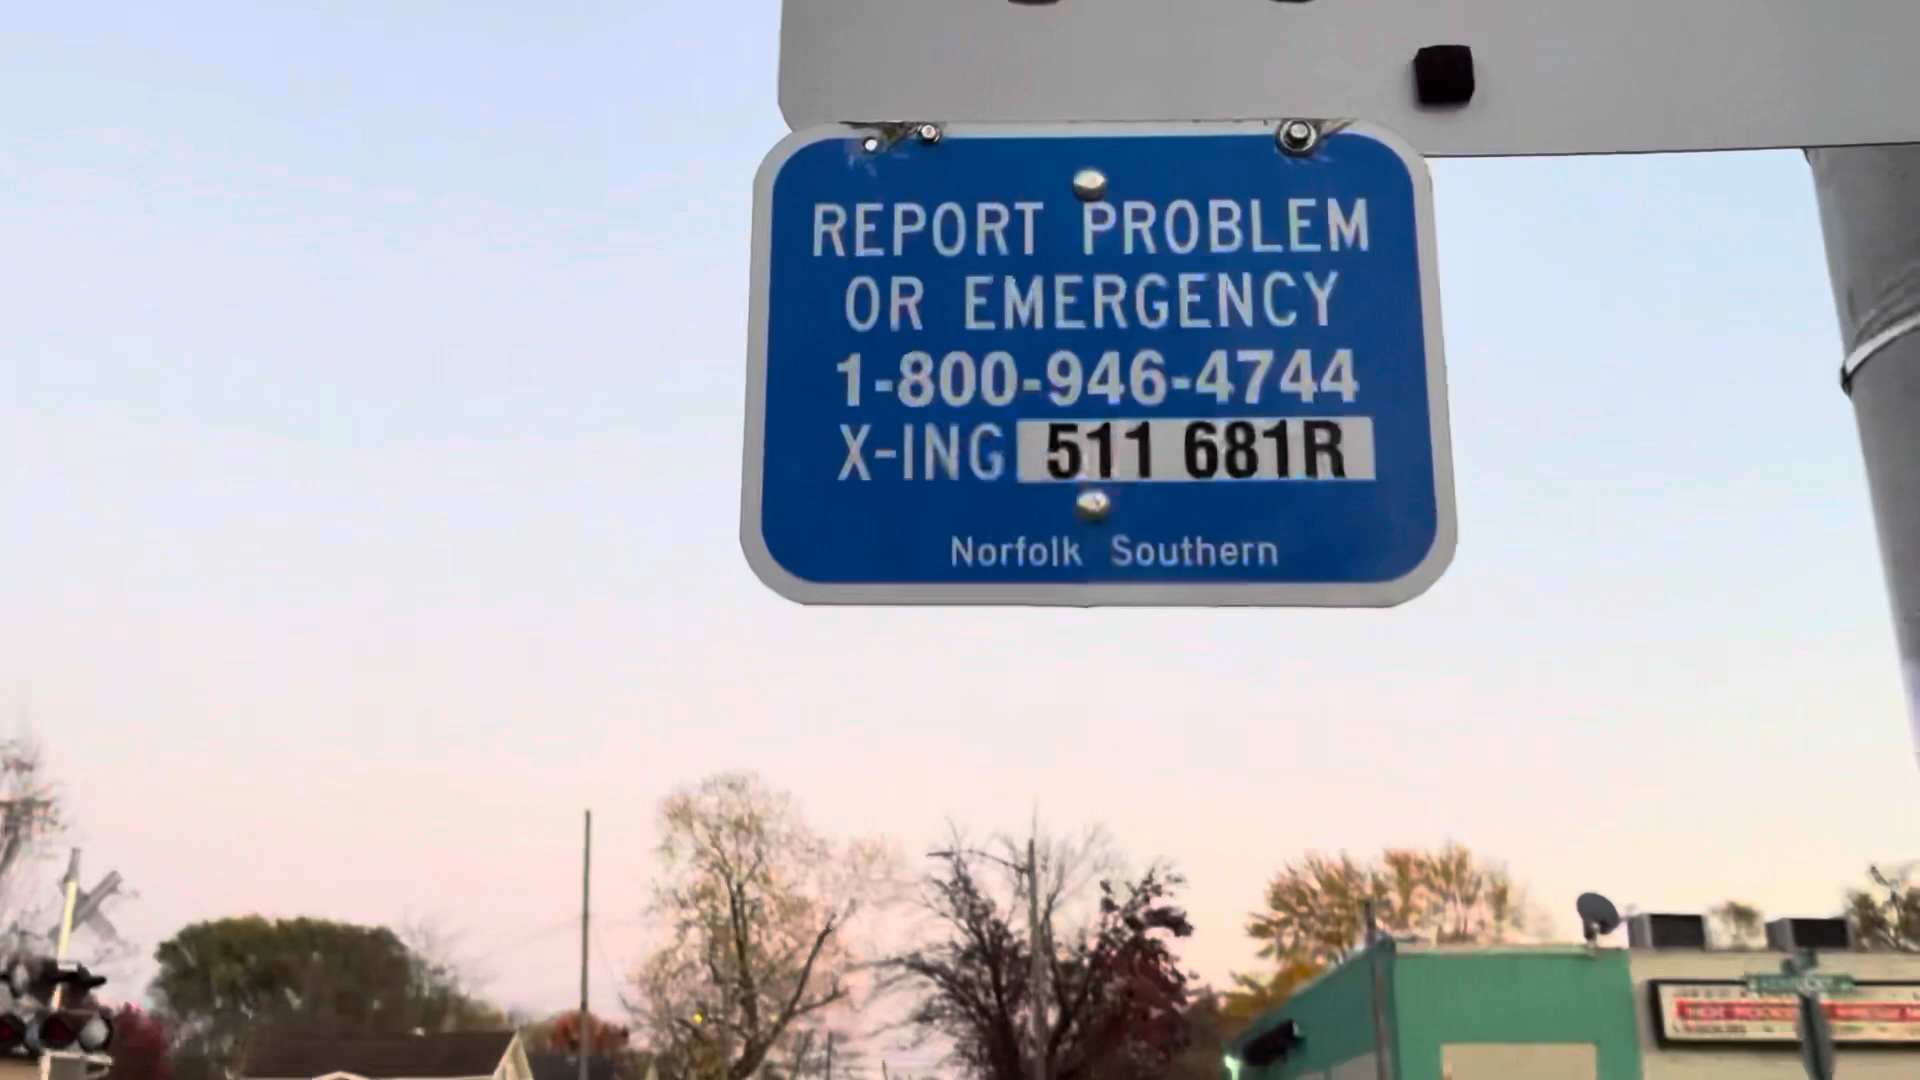 REPORT PROBLEM
OR EMERGENCY
1-800-946-4744
X-ING 511 681R
Norfolk Southern